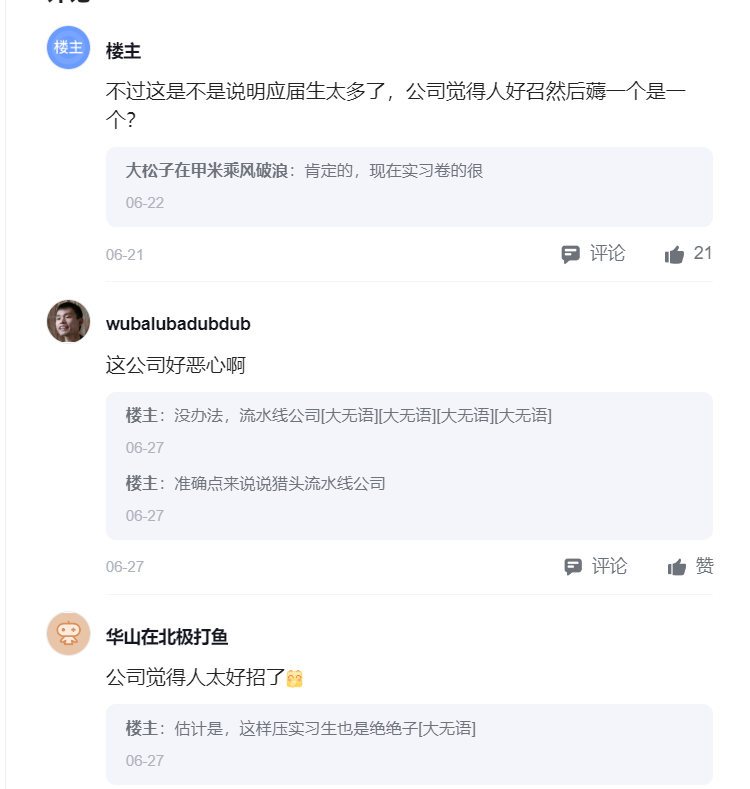 楼主
楼主
不过这是不是说明应届生太多了，公司觉得人好召然后薅一个是一
个？
大松子在甲米乘风破浪：肯定的，现在实习卷的很
06-22
06-21
评论
21
wubalubadubdub
这公司好恶心啊
楼主：没办法，流水线公司[大无语][大无语][大无语][大无语]
06-27
楼主：准确点来说说猎头流水线公司
06-27
06-27
评论
赞
华山在北极打鱼
公司觉得人太好招了
楼主：估计是，这样压实习生也是绝绝子[大无语]
06-27